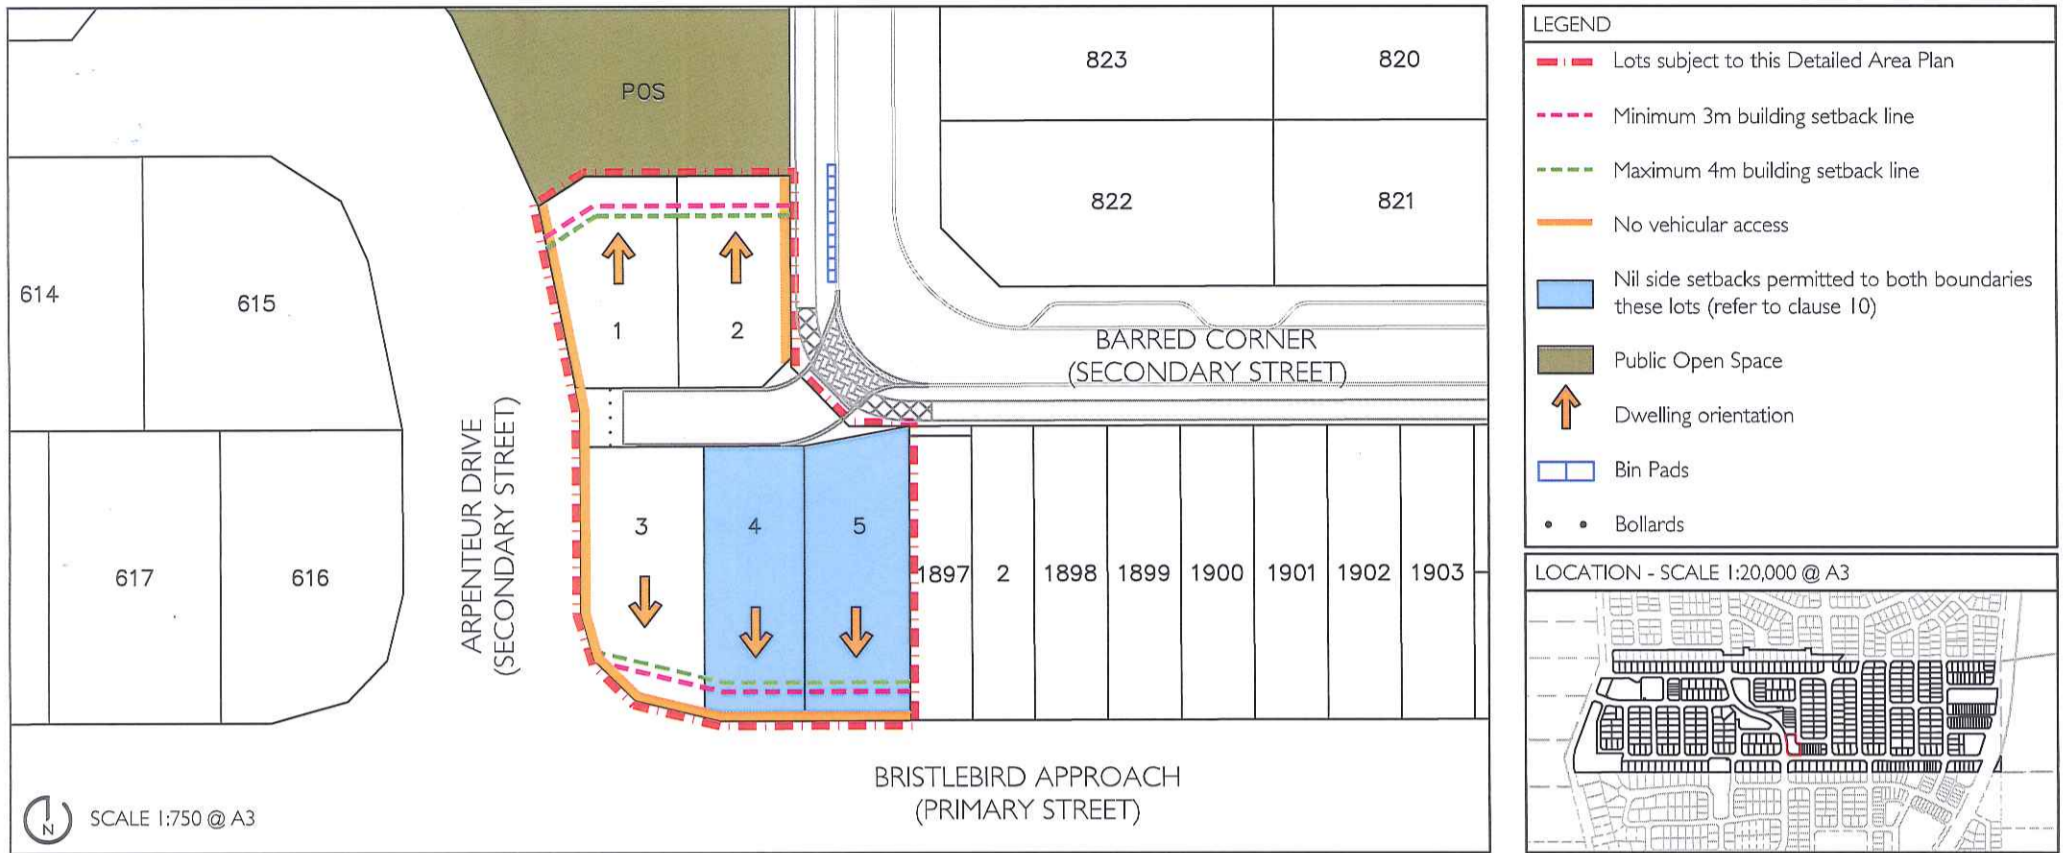 POS
823
820
822
821
614
615
1
2
BARRED CORNER
(SECONDARY STREET)
ARPENTEUR DRIVE
(SECONDARY STREET)
3
4
5
617
616
1897
2
1898
1899
1900
1901
1902
1903
BRISTLEBIRD APPROACH
(PRIMARY STREET)
N
SCALE 1:750 @ A3
LEGEND
Lots subject to this Detailed Area Plan
Minimum 3m building setback line
Maximum 4m building setback line
No vehicular access
Nil side setbacks permitted to both boundaries
these lots (refer to clause 10)
Public Open Space
Dwelling orientation
Bin Pads
Bollards
LOCATION - SCALE 1:20,000 @ A3